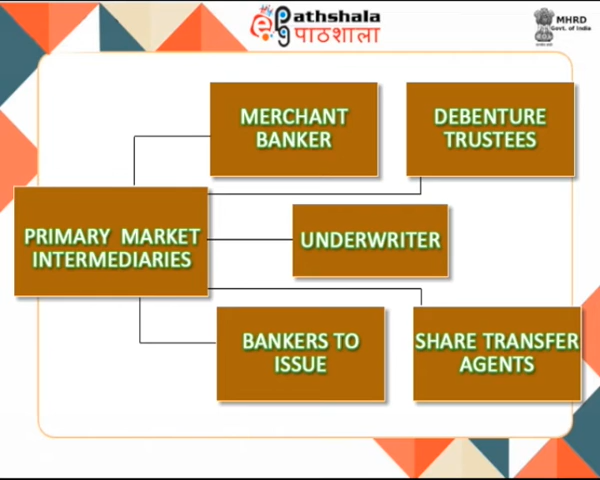 ePathshala
पाठशाला
MHRD
Govt. of India
MERCHANT
BANKER
DEBENTURE
TRUSTEES
PRIMARY MARKET
INTERMEDIARIES
UNDERWRITER
BANKERS TO
ISSUE
SHARE TRANSFER
AGENTS